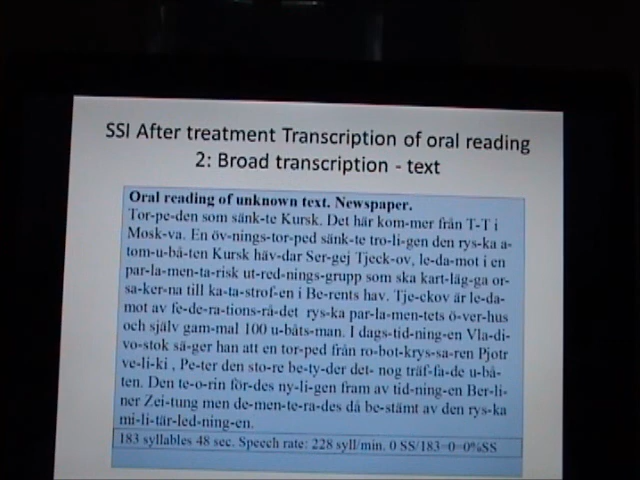 SSI After treatment Transcription of oral reading
2: Broad transcription - text
Oral reading of unknown text. Newspaper.
Tor-pe-den som sänk-te Kursk. Det här kom-mer från T-T i
Mosk-va. En öv-nings-tor-ped sänk-te tro-li-gen den rys-ka a-
tom-u-bå-ten Kursk häv-dar Ser-gej Tjeck-ov, le-da-mot i en
par-la-men-ta-risk ut-red-nings-grupp som ska kart-läg-ga or-
sa-ker-na till ka-ta-strof-en i Be-rents hav. Tje-ckov är le-da-
mot av fe-de-ra-tions-rå-det rys-ka par-la-men-tets ö-ver-hus
och själv gam-mal 100 u-båts-man. I dags-tid-ning-en Vla-di-
vo-stok sä-ger han att en tor-ped från ro-bot-krys-sa-ren Pjotr
ve-li-ki , Pe-ter den sto-re be-ty-der det- nog träf-fa-de u-bå-
ten. Den te-o-rin för-des ny-li-gen fram av tid-ning-en Ber-li-
ner Zei-tung men de-men-te-ra-des då be-stämt av den rys-ka
mi-li-tär-led-ning-en.
183 syllables 48 sec. Speech rate: 228 syll/min. 0 SS/183=0=0%SS